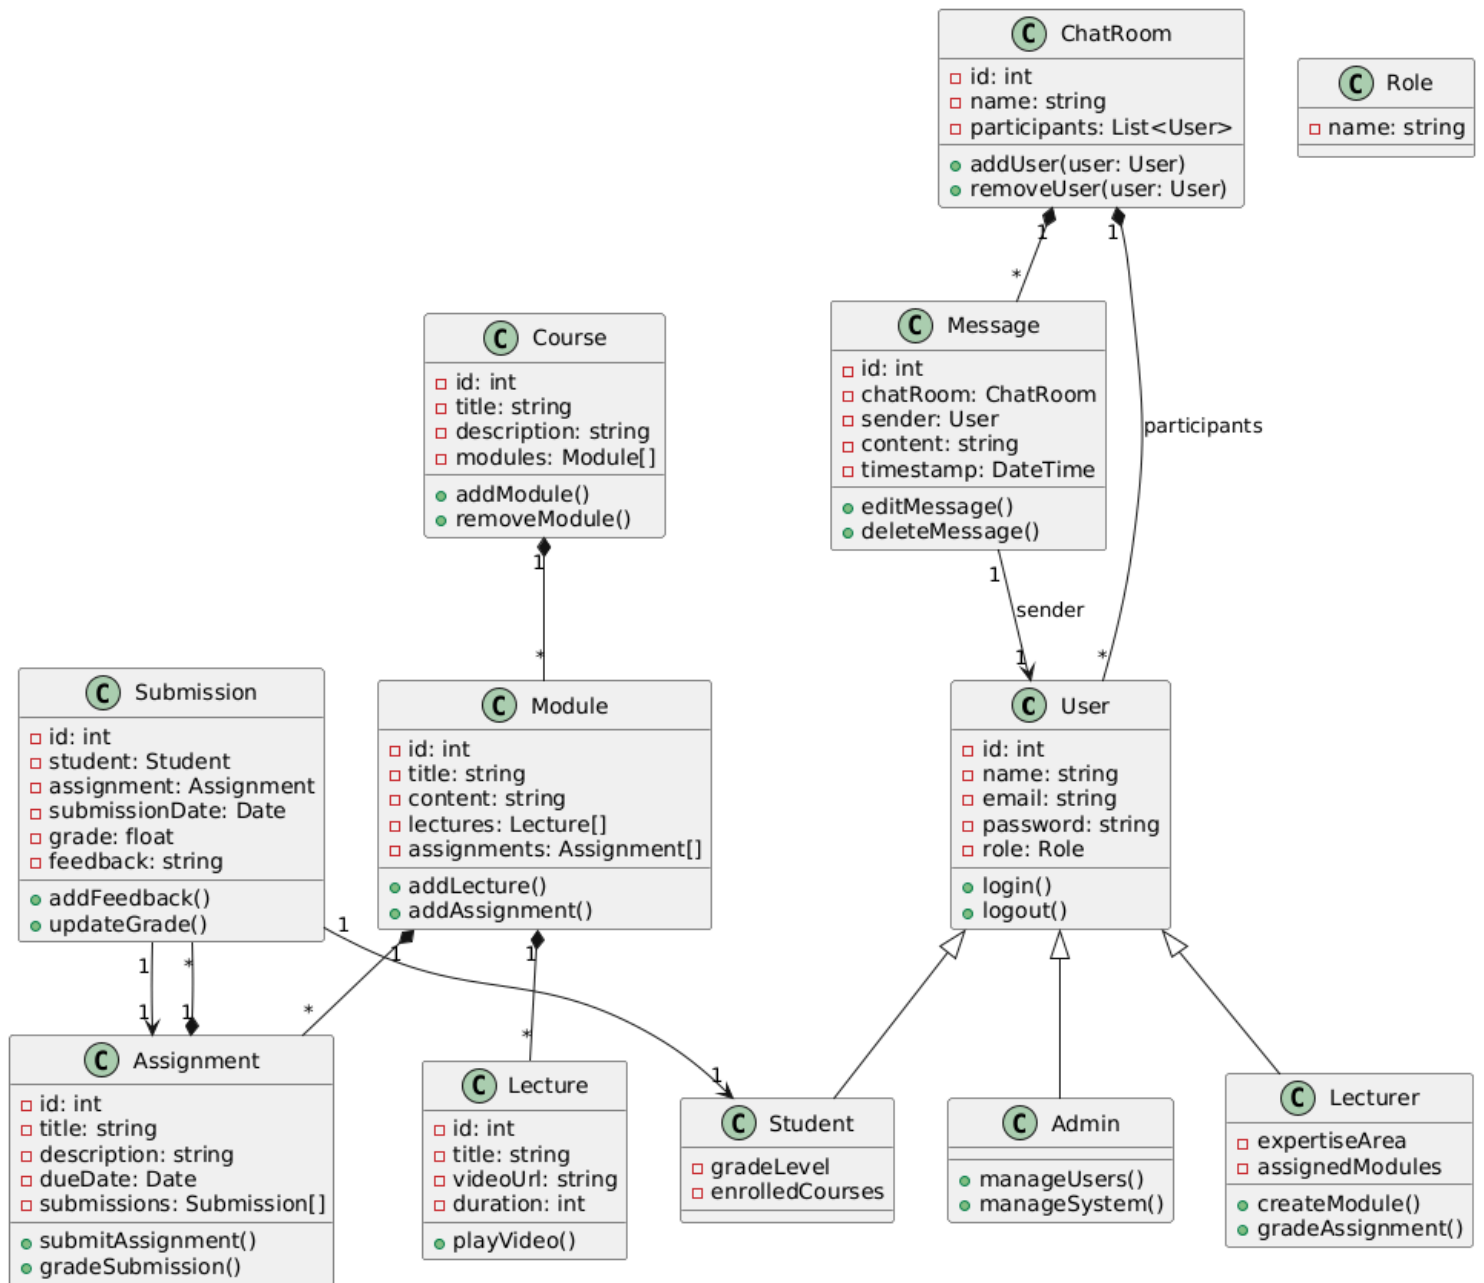 C ChatRoom
id: int
name: string
participants: List<User>
addUser(user: User)
removeUser(user: User)
C Role
name: string
1
1
*
participants
C Message
id: int
chatRoom: ChatRoom
sender: User
content: string
timestamp: DateTime
editMessage()
deleteMessage()
1
sender
1
*
C Course
id: int
title: string
description: string
modules: Module[]
addModule()
removeModule()
1
*
C Submission
id: int
student: Student
assignment: Assignment
submissionDate: Date
grade: float
feedback: string
addFeedback()
updateGrade()
1
*
1
1
1
1
C Module
id: int
title: string
content: string
lectures: Lecture[]
assignments: Assignment[]
addLecture()
addAssignment()
1
*
1
*
C User
id: int
name: string
email: string
password: string
role: Role
login()
logout()
C Assignment
id: int
title: string
description: string
dueDate: Date
submissions: Submission[]
submitAssignment()
gradeSubmission()
C Lecture
id: int
title: string
videoUrl: string
duration: int
playVideo()
C Student
gradeLevel
enrolledCourses
C Admin
manageUsers()
manageSystem()
C Lecturer
expertiseArea
assignedModules
createModule()
gradeAssignment()